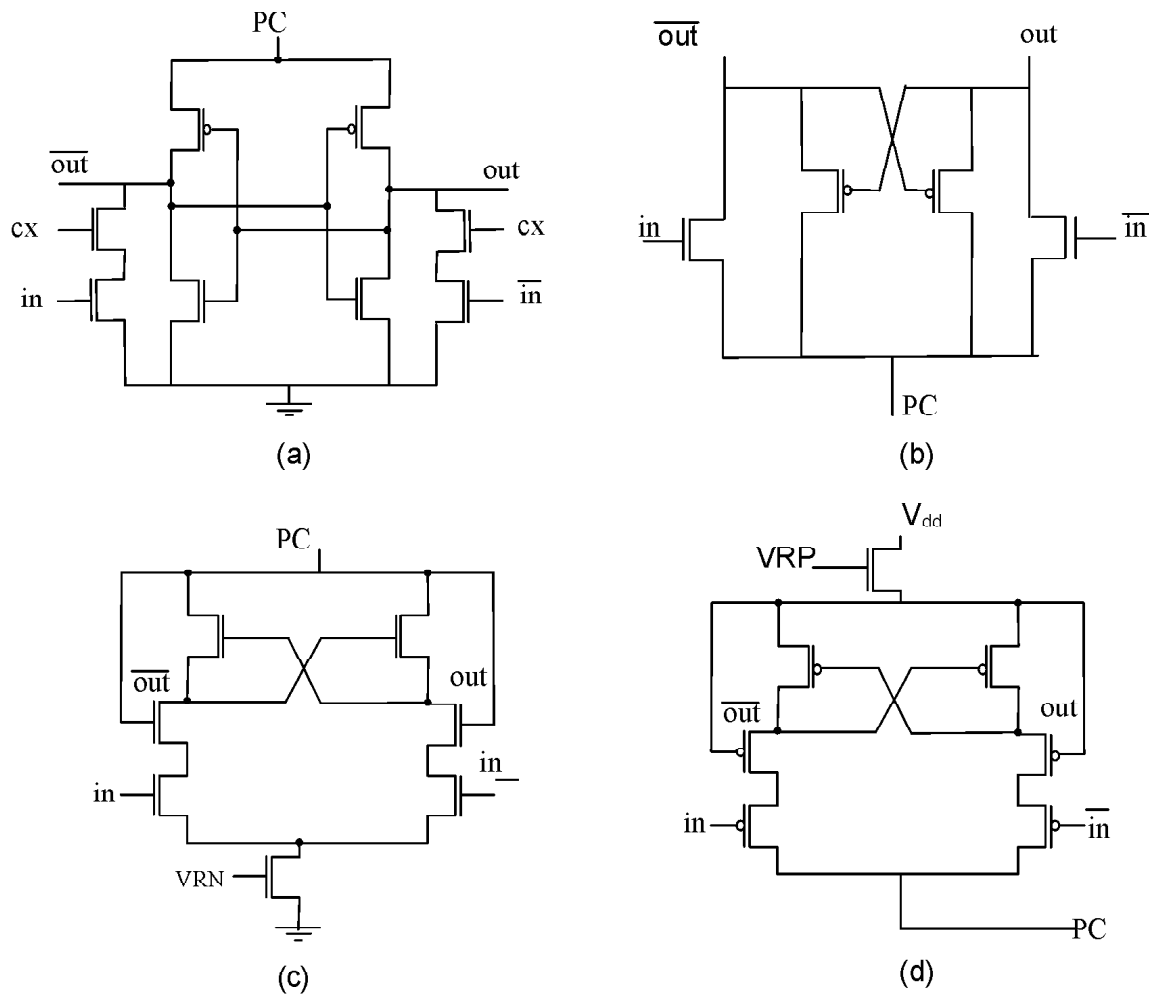 PC
out
out
cx
cx
in
in
(a)
out
out
in
in
PC
(b)
PC
out
out
in
in
VRN
(c)
Vdd
VRP
out
out
in
in
PC
(d)